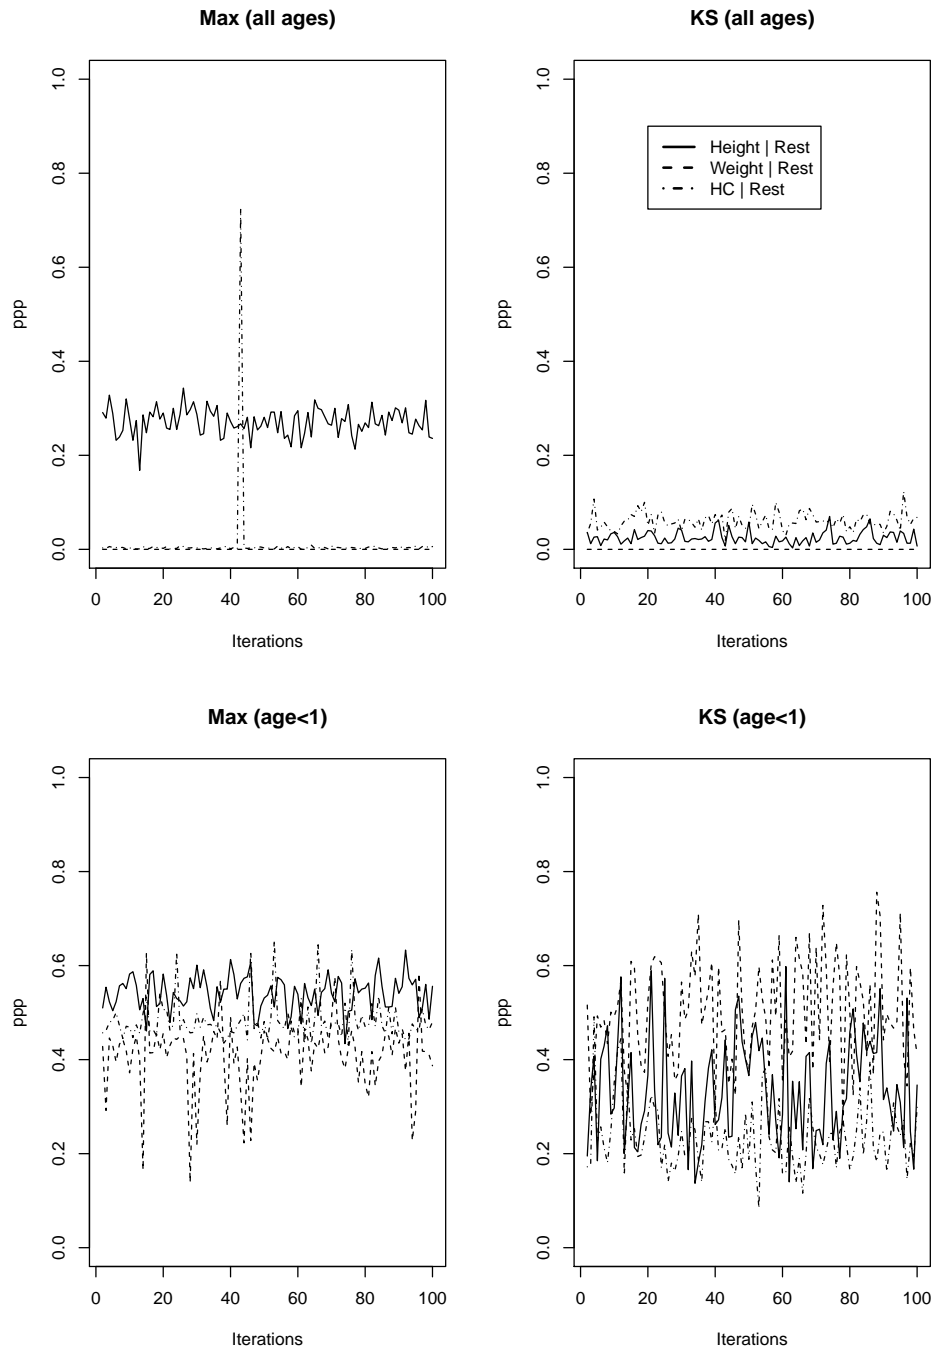 Max (all ages)
ppp
1.0
0.8
0.6
0.4
0.2
0.0
0 20 40 60 80 100
Iterations
KS (all ages)
ppp
1.0
0.8
0.6
0.4
0.2
0.0
Height | Rest
Weight | Rest
HC | Rest
0 20 40 60 80 100
Iterations
Max (age<1)
ppp
1.0
0.8
0.6
0.4
0.2
0.0
0 20 40 60 80 100
Iterations
KS (age<1)
ppp
1.0
0.8
0.6
0.4
0.2
0.0
0 20 40 60 80 100
Iterations